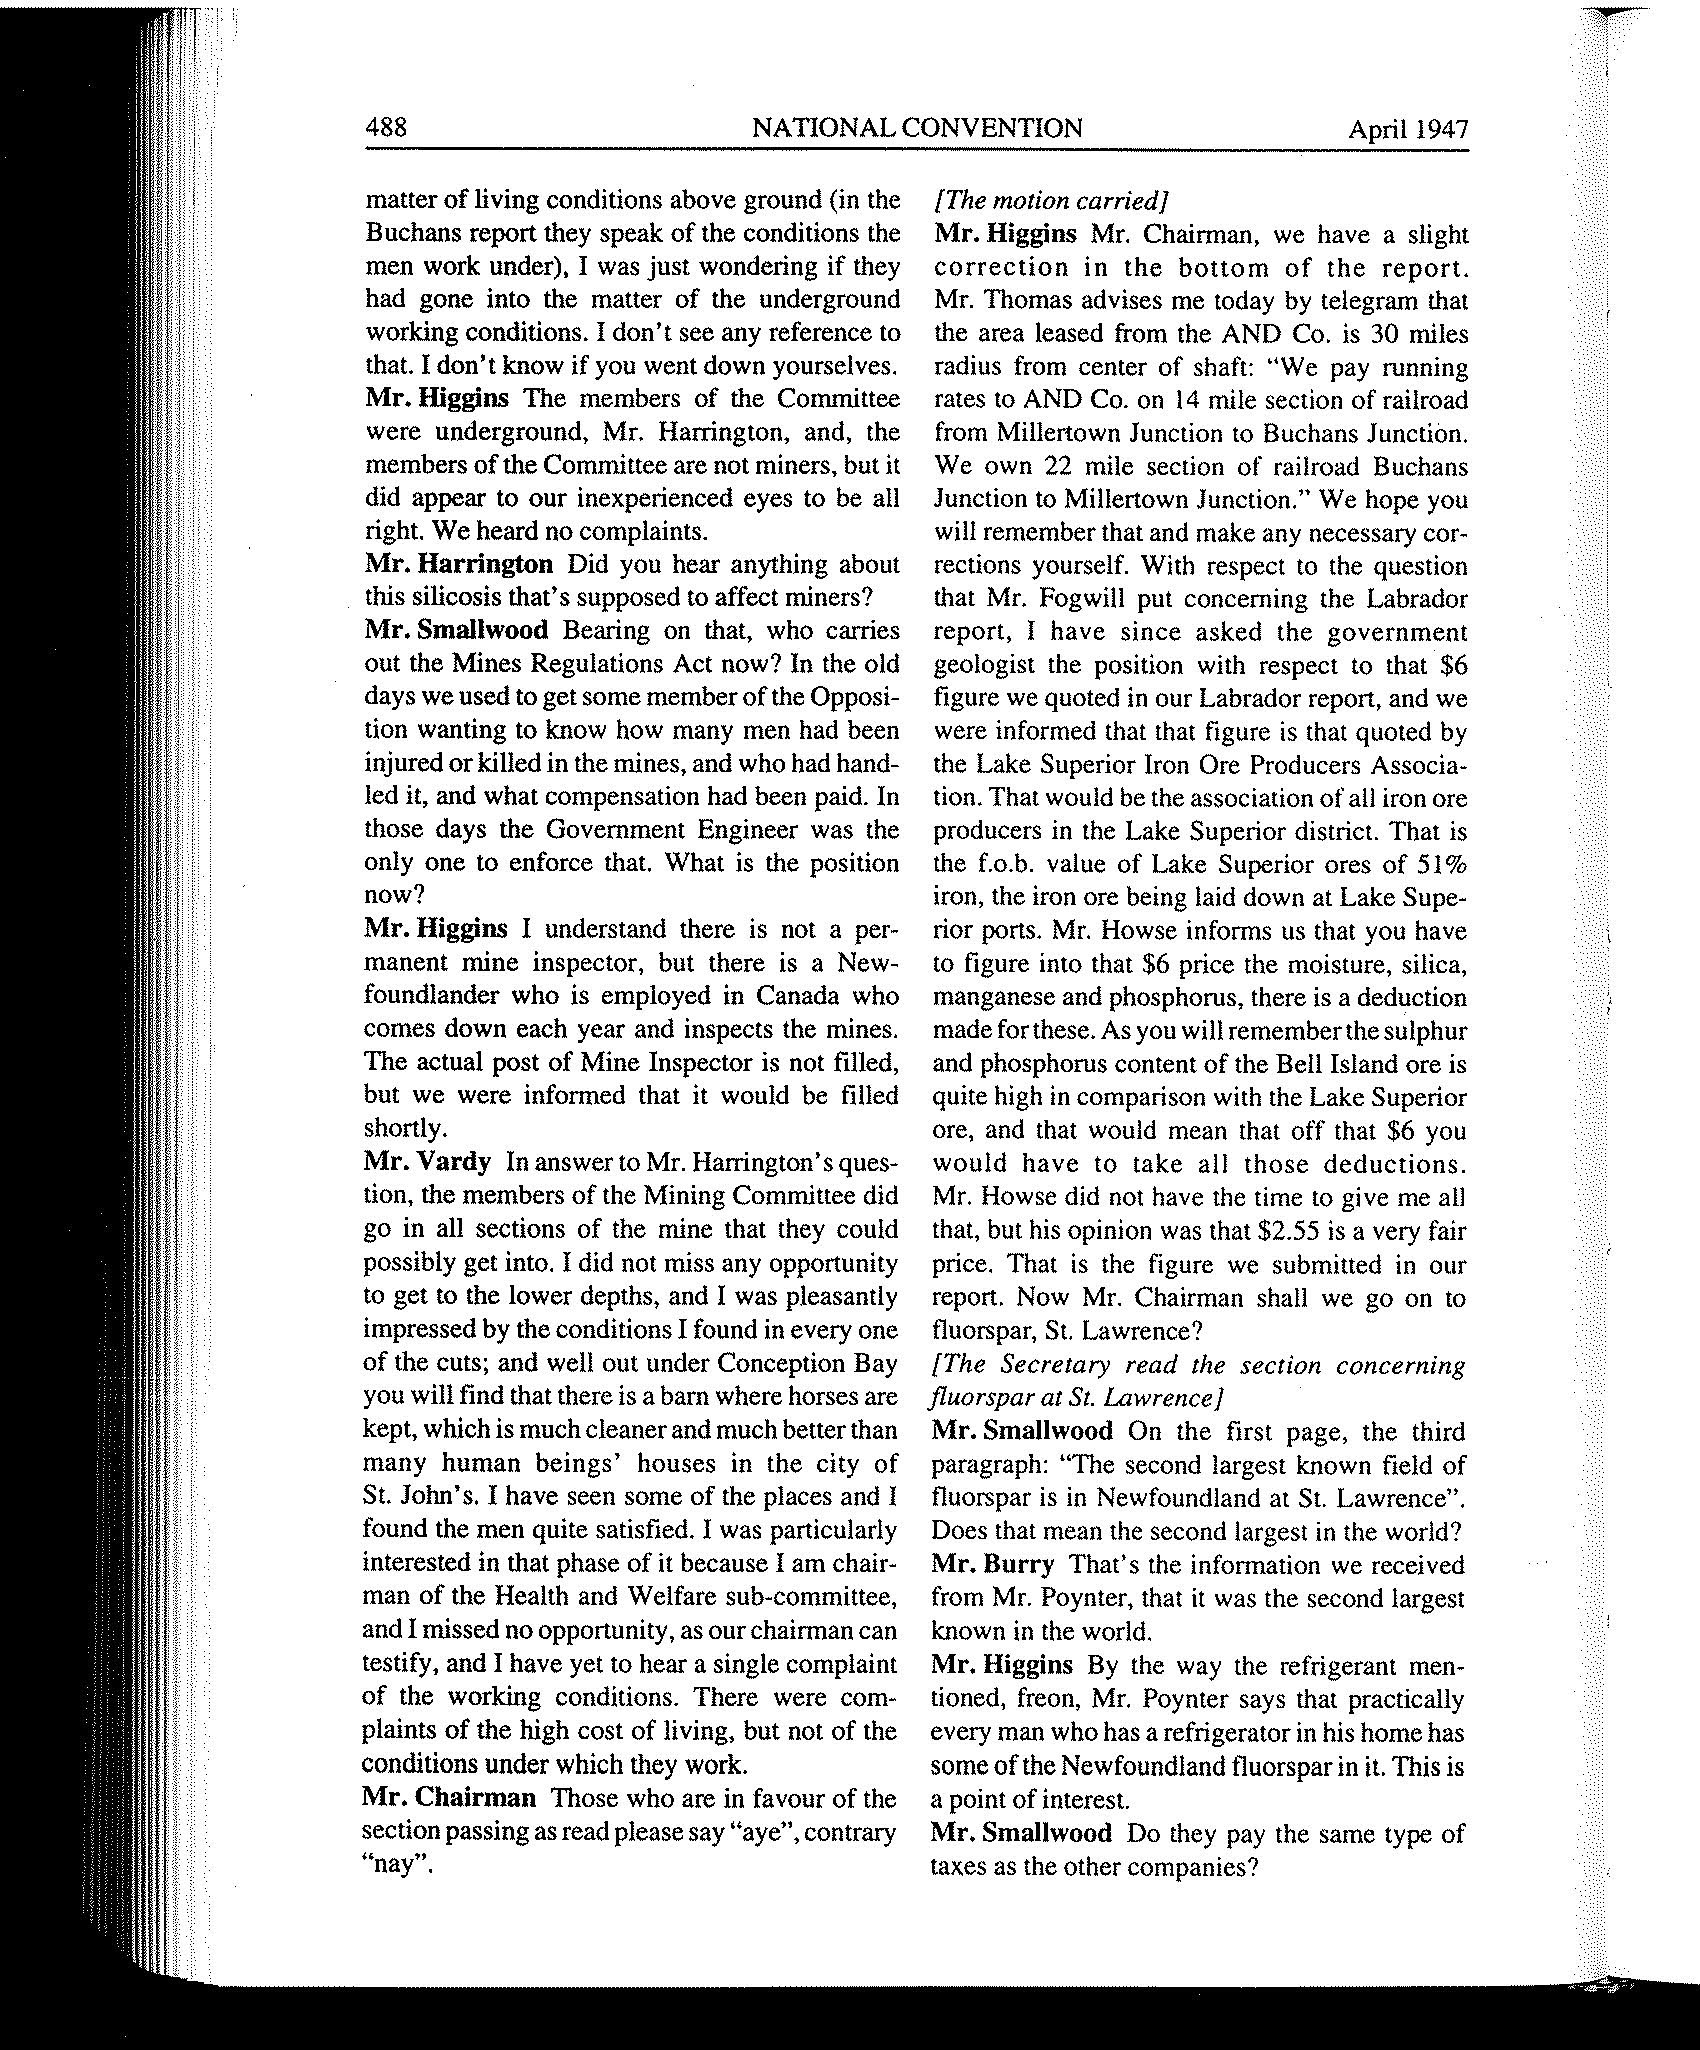 488 NATIONAL CONVENTION April 1947
matter of living conditions above ground (in the
Buchans report they speak of the conditions the
men work under), I was just wondering if they
had gone into the matter of the underground
working conditions. I don't see any reference to
that. I don't know if you went down yourselves.
Mr. Higgins The members of the Committee
were underground, Mr. Harrington, and, the
members of the Committee are not miners, but it
did appear to our inexperienced eyes to be all
right. We heard no complaints.
Mr. Harrington Did you hear anything about
this silicosis that's supposed to affect miners?
Mr. Smallwood Bearing on that, who carries
out the Mines Regulations Act now? In the old
days we used to get some member of the Opposi-
tion wanting to know how many men had been
injured or killed in the mines, and who had hand-
led it, and what compensation had been paid. In
those days the Government Engineer was the
only one to enforce that. What is the position
now?
Mr. Higgins I understand there is not a per-
manent mine inspector, but there is a New-
foundlander who is employed in Canada who
comes down each year and inspects the mines.
The actual post of Mine Inspector is not filled,
but we were informed that it would be filled
shortly.
Mr. Vardy In answer to Mr. Harrington's ques-
tion, the members of the Mining Committee did
go in all sections of the mine that they could
possibly get into. I did not miss any opportunity
to get to the lower depths, and I was pleasantly
impressed by the conditions I found in every one
of the cuts; and well out under Conception Bay
you will find that there is a barn where horses are
kept, which is much cleaner and much better than
many human beings' houses in the city of
St. John's. I have seen some of the places and I
found the men quite satisfied. I was particularly
interested in that phase of it because I am chair-
man of the Health and Welfare sub-committee,
and I missed no opportunity, as our chairman can
testify, and I have yet to hear a single complaint
of the working conditions. There were com-
plaints of the high cost of living, but not of the
conditions under which they work.
Mr. Chairman Those who are in favour of the
section passing as read please say "aye", contrary
"nay".
[The motion carried]
Mr. Higgins Mr. Chairman, we have a slight
correction in the bottom of the report.
Mr. Thomas advises me today by telegram that
the area leased from the AND Co. is 30 miles
radius from center of shaft: "We pay running
rates to AND Co. on 14 mile section of railroad
from Millertown Junction to Buchans Junction.
We own 22 mile section of railroad Buchans
Junction to Millertown Junction." We hope you
will remember that and make any necessary cor-
rections yourself. With respect to the question
that Mr. Fogwill put concerning the Labrador
report, I have since asked the government
geologist the position with respect to that $6
figure we quoted in our Labrador report, and we
were informed that that figure is that quoted by
the Lake Superior Iron Ore Producers Associa-
tion. That would be the association of all iron ore
producers in the Lake Superior district. That is
the f.o.b. value of Lake Superior ores of 51%
iron, the iron ore being laid down at Lake Supe-
rior ports. Mr. Howse informs us that you have
to figure into that $6 price the moisture, silica,
manganese and phosphorus, there is a deduction
made for these. As you will remember the sulphur
and phosphorus content of the Bell Island ore is
quite high in comparison with the Lake Superior
ore, and that would mean that off that $6 you
would have to take all those deductions.
Mr. Howse did not have the time to give me all
that, but his opinion was that $2.55 is a very fair
price. That is the figure we submitted in our
report. Now Mr. Chairman shall we go on to
fluorspar, St. Lawrence?
[The Secretary read the section concerning
fluorspar at St. Lawrence]
Mr. Smallwood On the first page, the third
paragraph: "The second largest known field of
fluorspar is in Newfoundland at St. Lawrence".
Does that mean the second largest in the world?
Mr. Burry That's the information we received
from Mr. Poynter, that it was the second largest
known in the world.
Mr. Higgins By the way the refrigerant men-
tioned, freon, Mr. Poynter says that practically
every man who has a refrigerator in his home has
some of the Newfoundland fluorspar in it. This is
a point of interest.
Mr. Smallwood Do they pay the same type of
taxes as the other companies?